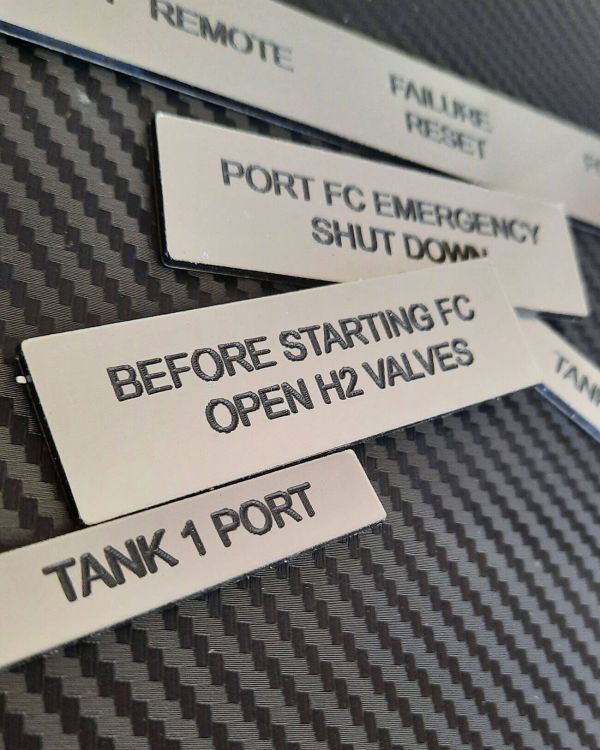 REMOTE
FAILURE
RESET
PORT FC EMERGENCY
SHUT DOWN
BEFORE STARTING FC
OPEN H2 VALVES
TANK 1 PORT